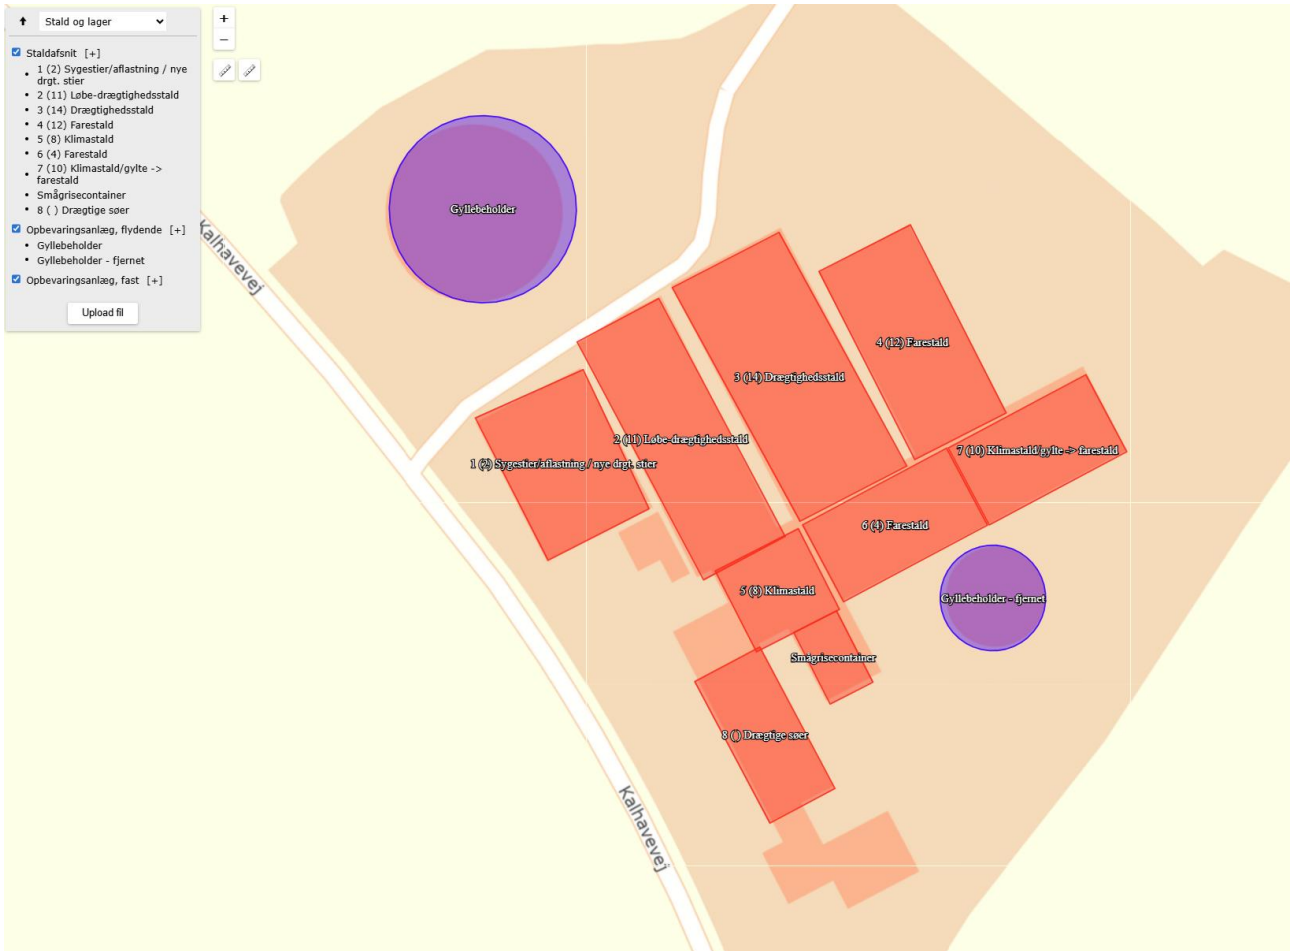 Stald og lager
Staldafsnit [+]
1 (2) Sygestier/aflastning / nye
drgt. stier
2 (11) Løbe-drægtighedsstald
3 (14) Drægtighedsstald
4 (12) Farestald
5 (8) Klimastald
6 (4) Farestald
7 (10) Klimastald/gylte ->
farestald
Smågrisecontainer
8 ( ) Drægtige søer
Opbevaringsanlæg, flydende [+]
Gyllebeholder
Gyllebeholder - fjernet
Opbevaringsanlæg, fast [+]
Upload fil
+
−
Gyllebeholder
Kalhavevej
4 (12) Farestald
3 (14) Drægtighedsstald
2 (11) Løbe-drægtighedsstald
7 (10) Klimastald/gylte -> farestald
1 (2) Sygestier/aflastning / nye drgt. stier
6 (4) Farestald
5 (8) Klimastald
Gyllebeholder - fjernet
Smågrisecontainer
8 () Drægtige søer
Kalhavevej